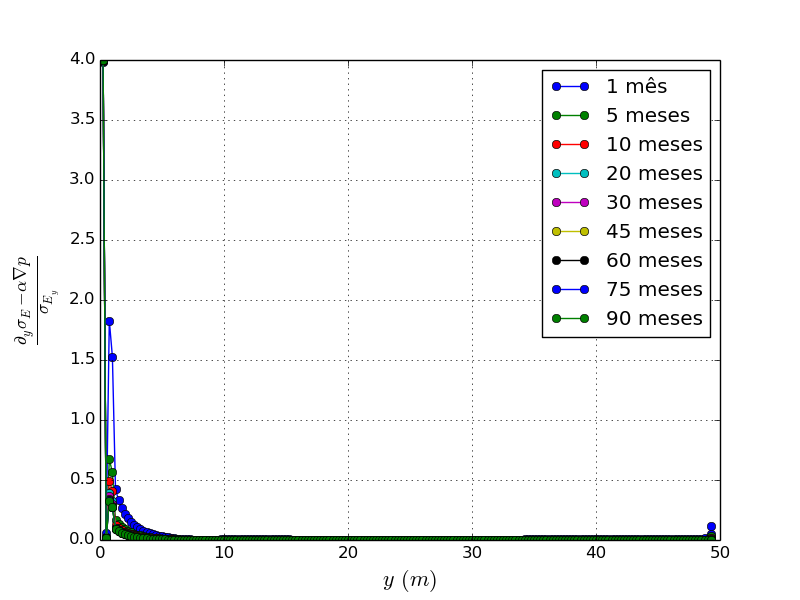 4.0
3.5
3.0
2.5
2.0
1.5
1.0
0.5
0.0
0 10 20 30 40 50
y (m)
∂_y σ_E − α∇p
σ_{E_y}
1 mês
5 meses
10 meses
20 meses
30 meses
45 meses
60 meses
75 meses
90 meses